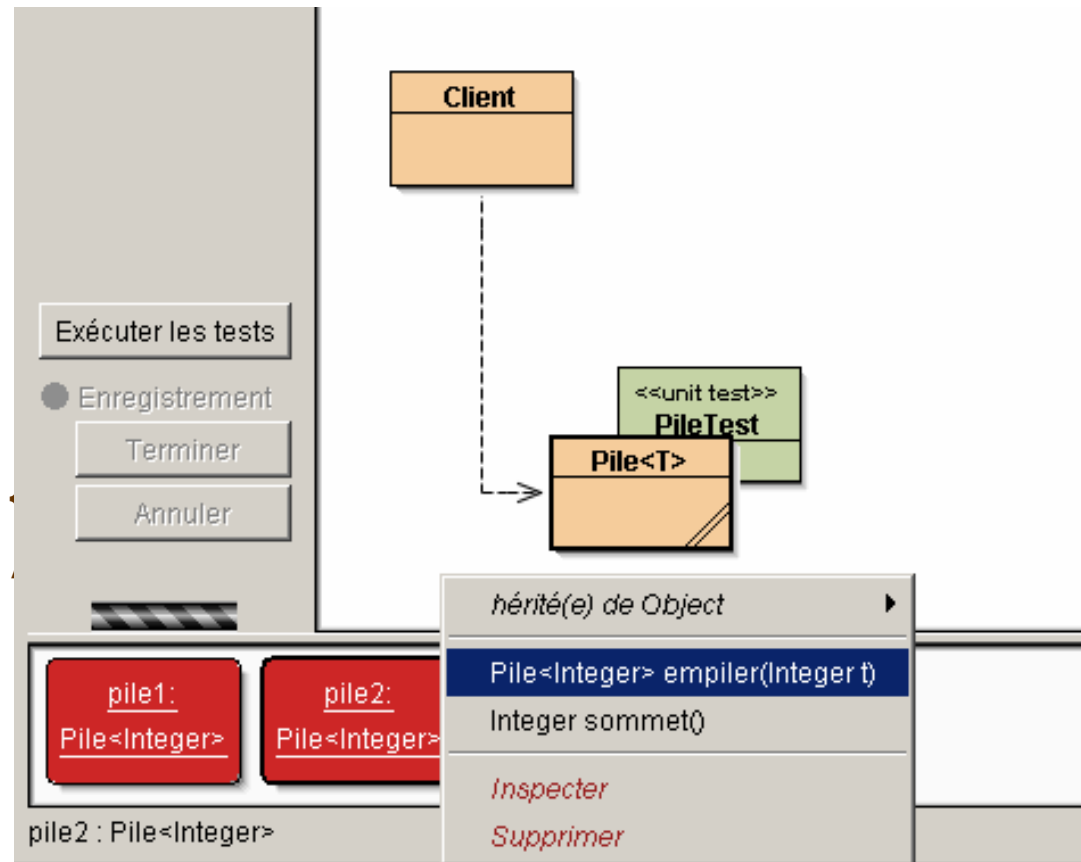 Client
Exécuter les tests
Enregistrement
Terminer
Annuler
<<unit test>>
PileTest
Pile<T>
hérité(e) de Object
Pile<Integer> empiler(Integer t)
Integer sommet()
Inspecter
Supprimer
pile1:
Pile<Integer>
pile2:
Pile<Integer>
pile2 : Pile<Integer>